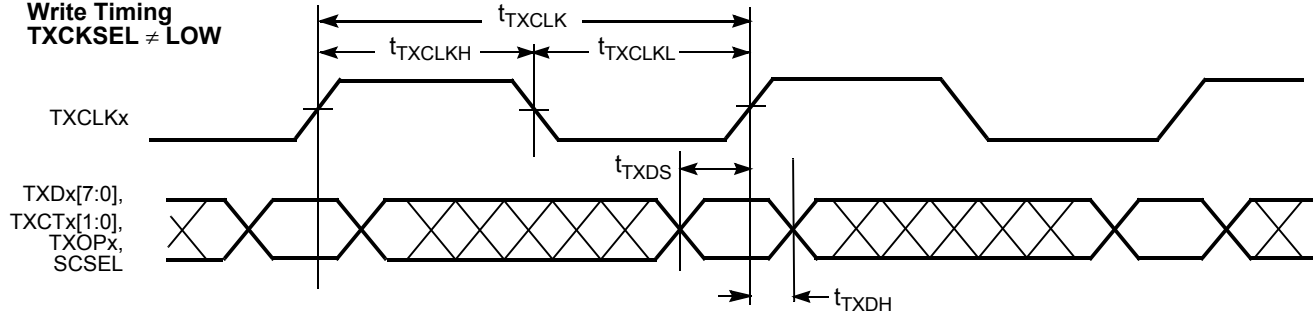 Write Timing
TXCKSEL ≠ LOW
tTXCLK
tTXCLKH
tTXCLKL
TXCLKx
tTXDS
TXDx[7:0],
TXCTx[1:0],
TXOPx,
SCSEL
tTXDH